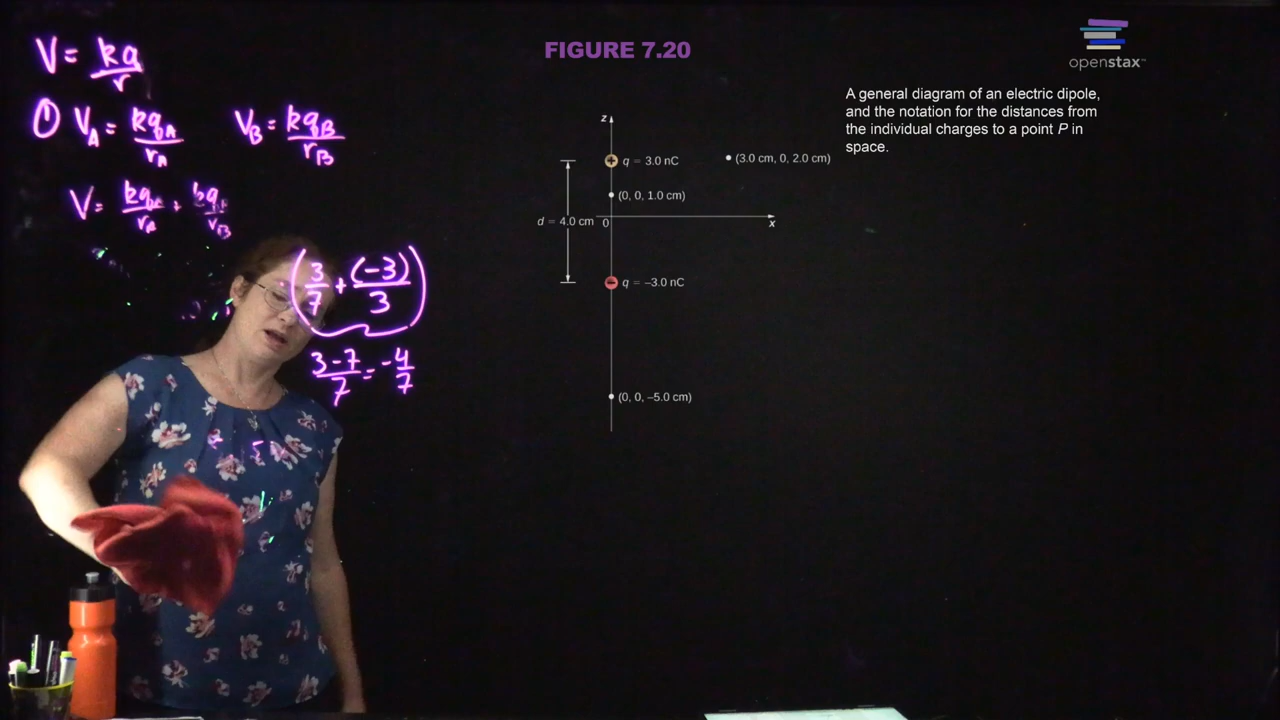 V = kq/r
① V_A = kq_A/r_A    V_B = kq_B/r_B
V = kq_A/r_A + kq_B/r_B
(3/7 + (-3)/3)
3-7/7 = -4/7
FIGURE 7.20
openstax™
A general diagram of an electric dipole,
and the notation for the distances from
the individual charges to a point P in
space.
z
+ q = 3.0 nC
(3.0 cm, 0, 2.0 cm)
(0, 0, 1.0 cm)
d = 4.0 cm
0
x
− q = −3.0 nC
(0, 0, −5.0 cm)